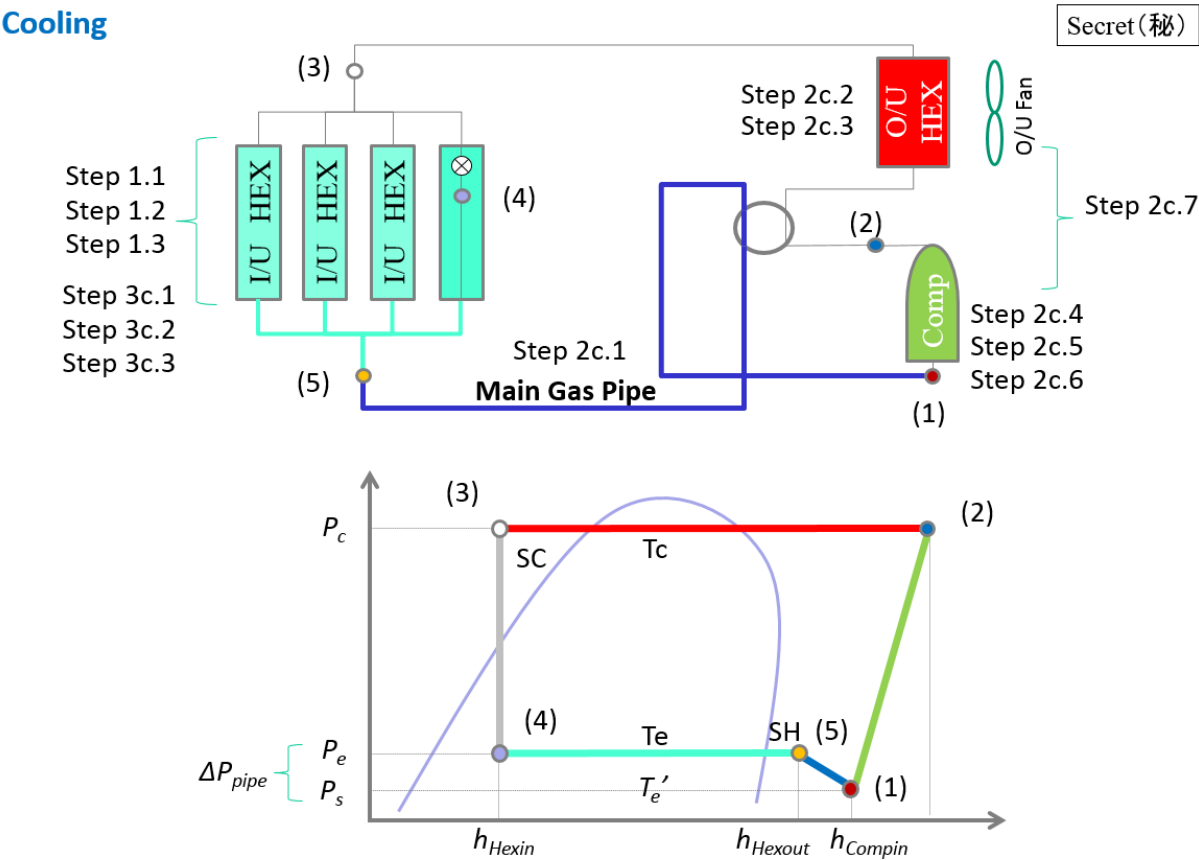 Cooling
Secret(秘)
(3)
Step 2c.2
Step 2c.3
O/U HEX
O/U Fan
Step 1.1
Step 1.2
Step 1.3
I/U HEX
I/U HEX
I/U HEX
(4)
Step 2c.7
(2)
Step 3c.1
Step 3c.2
Step 3c.3
Comp
Step 2c.4
Step 2c.5
Step 2c.6
Step 2c.1
(5)
Main Gas Pipe
(1)
(3)
(2)
Pc
Tc
SC
(4)
Te
SH
(5)
Pe
ΔPpipe
Ps
Te′
(1)
hHexin
hHexout
hCompin